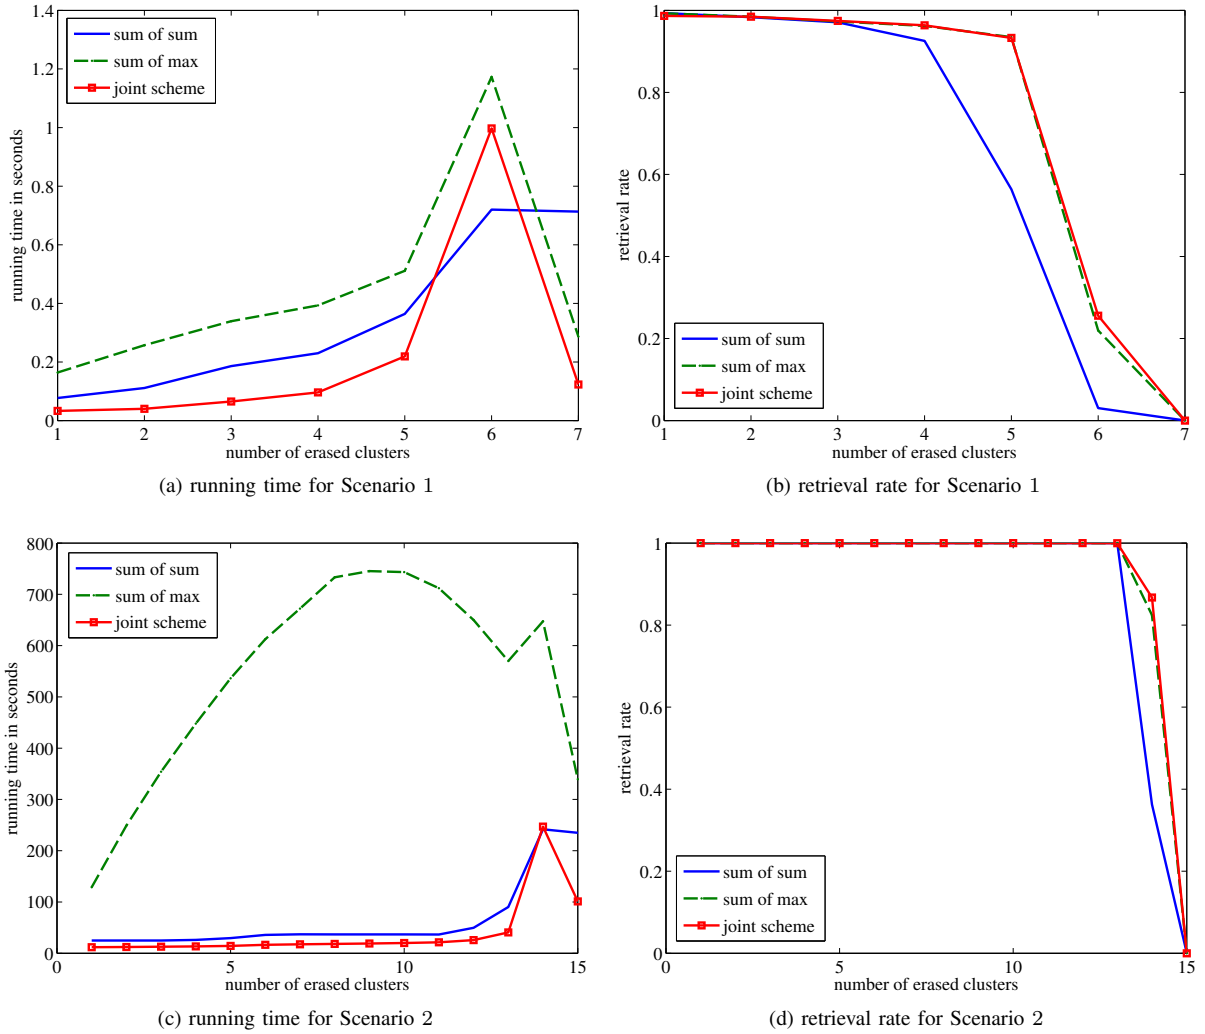 1.4
1.2
1
0.8
0.6
0.4
0.2
0
running time in seconds
sum of sum
sum of max
joint scheme
1 2 3 4 5 6 7
number of erased clusters
(a) running time for Scenario 1
1
0.8
0.6
0.4
0.2
0
retrieval rate
sum of sum
sum of max
joint scheme
1 2 3 4 5 6 7
number of erased clusters
(b) retrieval rate for Scenario 1
800
700
600
500
400
300
200
100
0
running time in seconds
sum of sum
sum of max
joint scheme
0 5 10 15
number of erased clusters
(c) running time for Scenario 2
1
0.8
0.6
0.4
0.2
0
retrieval rate
sum of sum
sum of max
joint scheme
0 5 10 15
number of erased clusters
(d) retrieval rate for Scenario 2